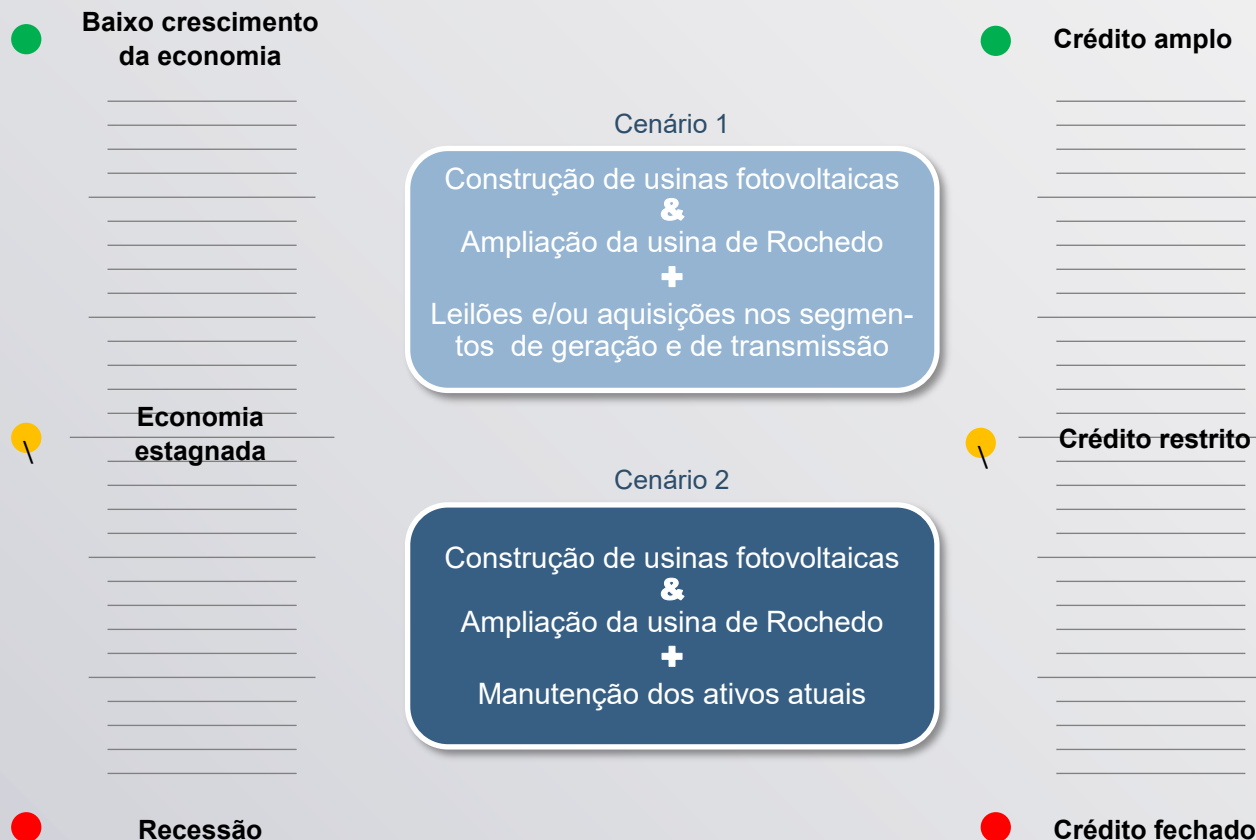 Baixo crescimento
da economia
Crédito amplo
Cenário 1
Construção de usinas fotovoltaicas
&
Ampliação da usina de Rochedo
+
Leilões e/ou aquisições nos segmen-
tos de geração e de transmissão
Economia
estagnada
Crédito restrito
Cenário 2
Construção de usinas fotovoltaicas
&
Ampliação da usina de Rochedo
+
Manutenção dos ativos atuais
Recessão
Crédito fechado